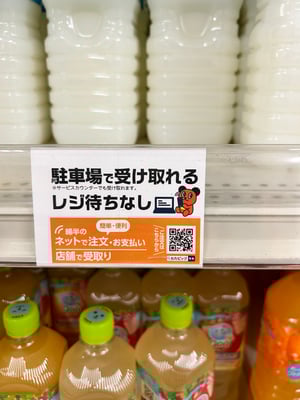 駐車場で受け取れる
※サービスカウンターでも受け取れます。
レジ待ちなし
簡単・便利
ネットで注文・お支払い
店舗で受取り